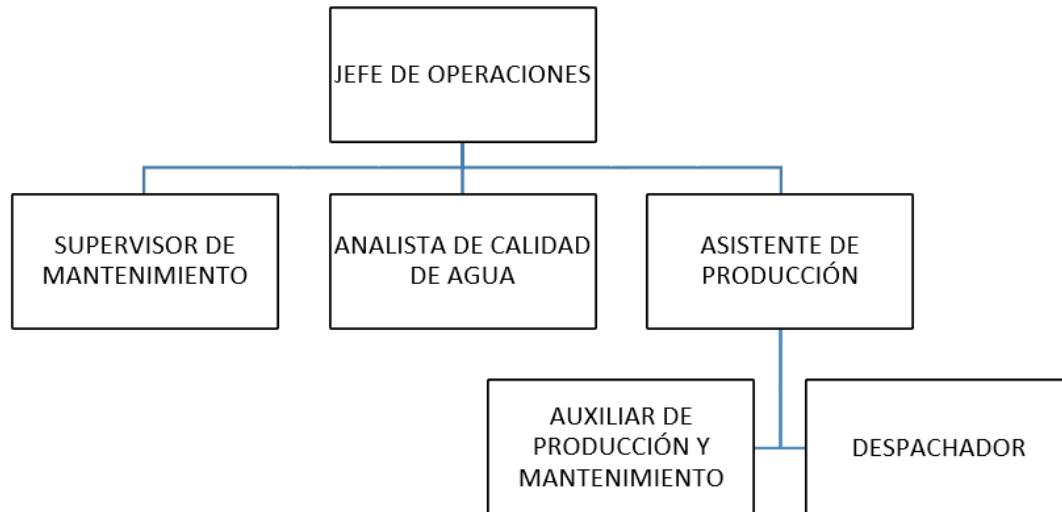 JEFE DE OPERACIONES
SUPERVISOR DE
MANTENIMIENTO
ANALISTA DE CALIDAD
DE AGUA
ASISTENTE DE
PRODUCCIÓN
AUXILIAR DE
PRODUCCIÓN Y
MANTENIMIENTO
DESPACHADOR